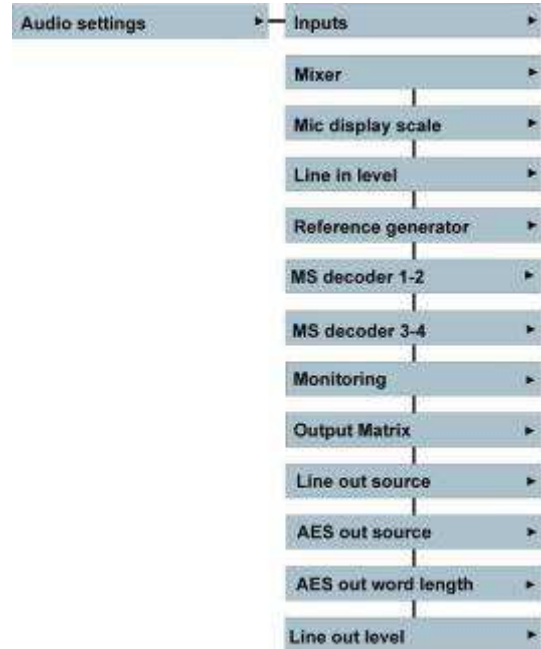 Audio settings
Inputs
Mixer
Mic display scale
Line in level
Reference generator
MS decoder 1-2
MS decoder 3-4
Monitoring
Output Matrix
Line out source
AES out source
AES out word length
Line out level